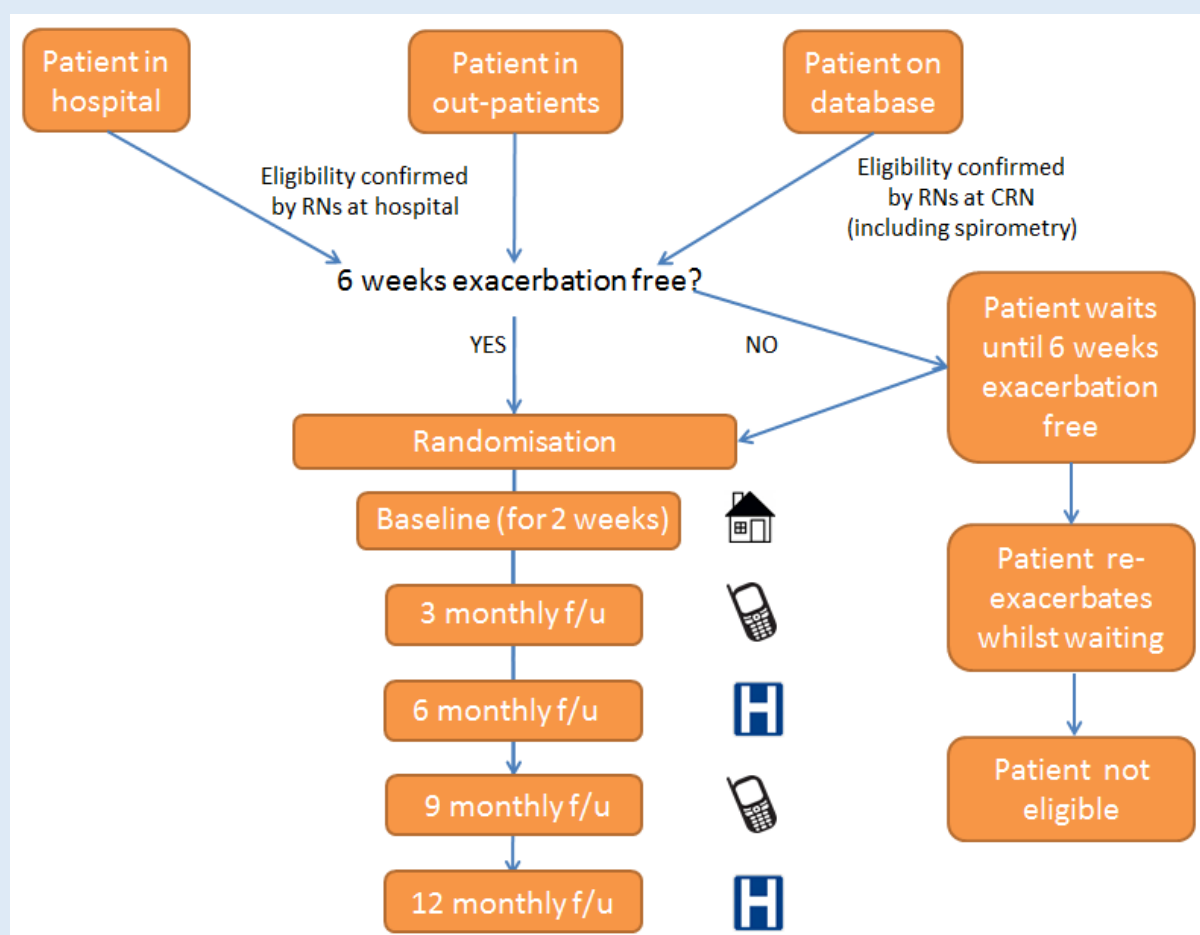 Patient in
hospital
Patient in
out-patients
Patient on
database
Eligibility confirmed
by RNs at hospital
Eligibility confirmed
by RNs at CRN
(including spirometry)
6 weeks exacerbation free?
YES
NO
Patient waits
until 6 weeks
exacerbation
free
Randomisation
Baseline (for 2 weeks)
3 monthly f/u
Patient re-
exacerbates
whilst waiting
6 monthly f/u
H
9 monthly f/u
Patient not
eligible
12 monthly f/u
H